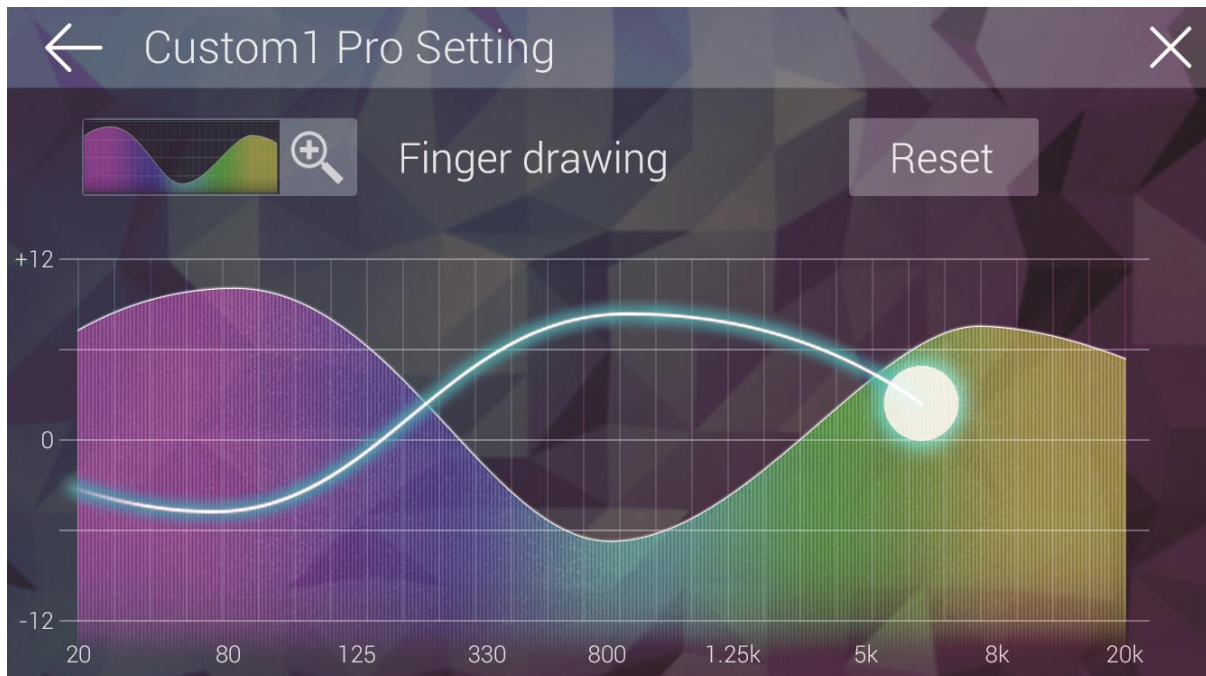 Custom1 Pro Setting
Finger drawing
Reset
+12
0
-12
20 80 125 330 800 1.25k 5k 8k 20k